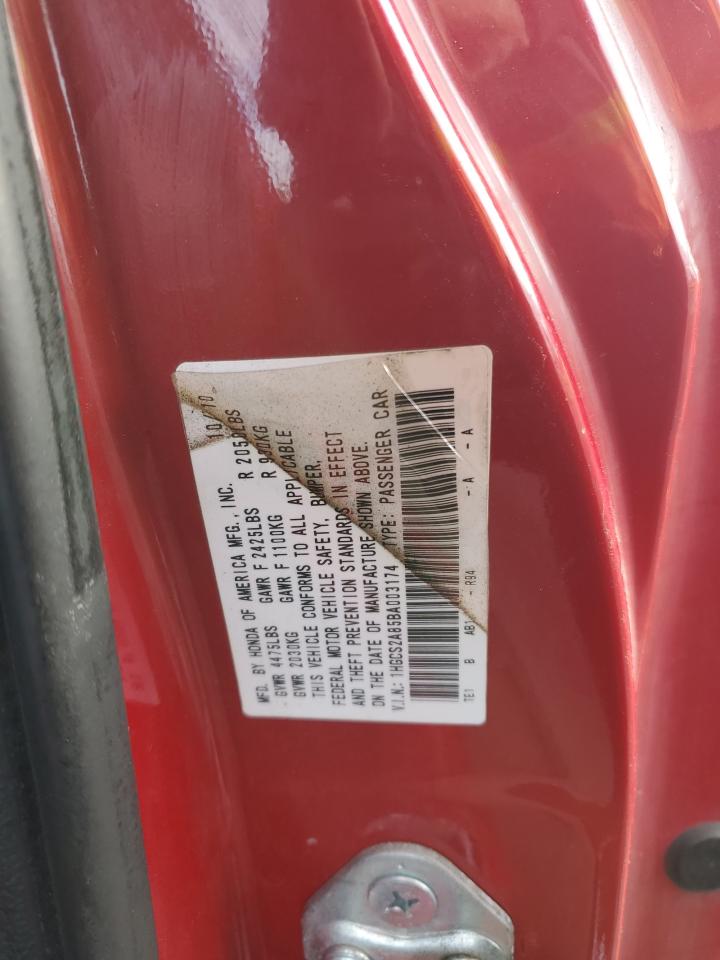 MFD. BY HONDA OF AMERICA MFG., INC. 10/10
GVWR 4475LBS GAWR F 2425LBS R 2050LBS
GVWR 2030KG GAWR F 1100KG R 930KG
THIS VEHICLE CONFORMS TO ALL APPLICABLE
FEDERAL MOTOR VEHICLE SAFETY, BUMPER,
AND THEFT PREVENTION STANDARDS IN EFFECT
ON THE DATE OF MANUFACTURE SHOWN ABOVE.
V.I.N.: 1HGCS2A85BA003174 TYPE: PASSENGER CAR
TE1 B AB1 - R94 -A -A